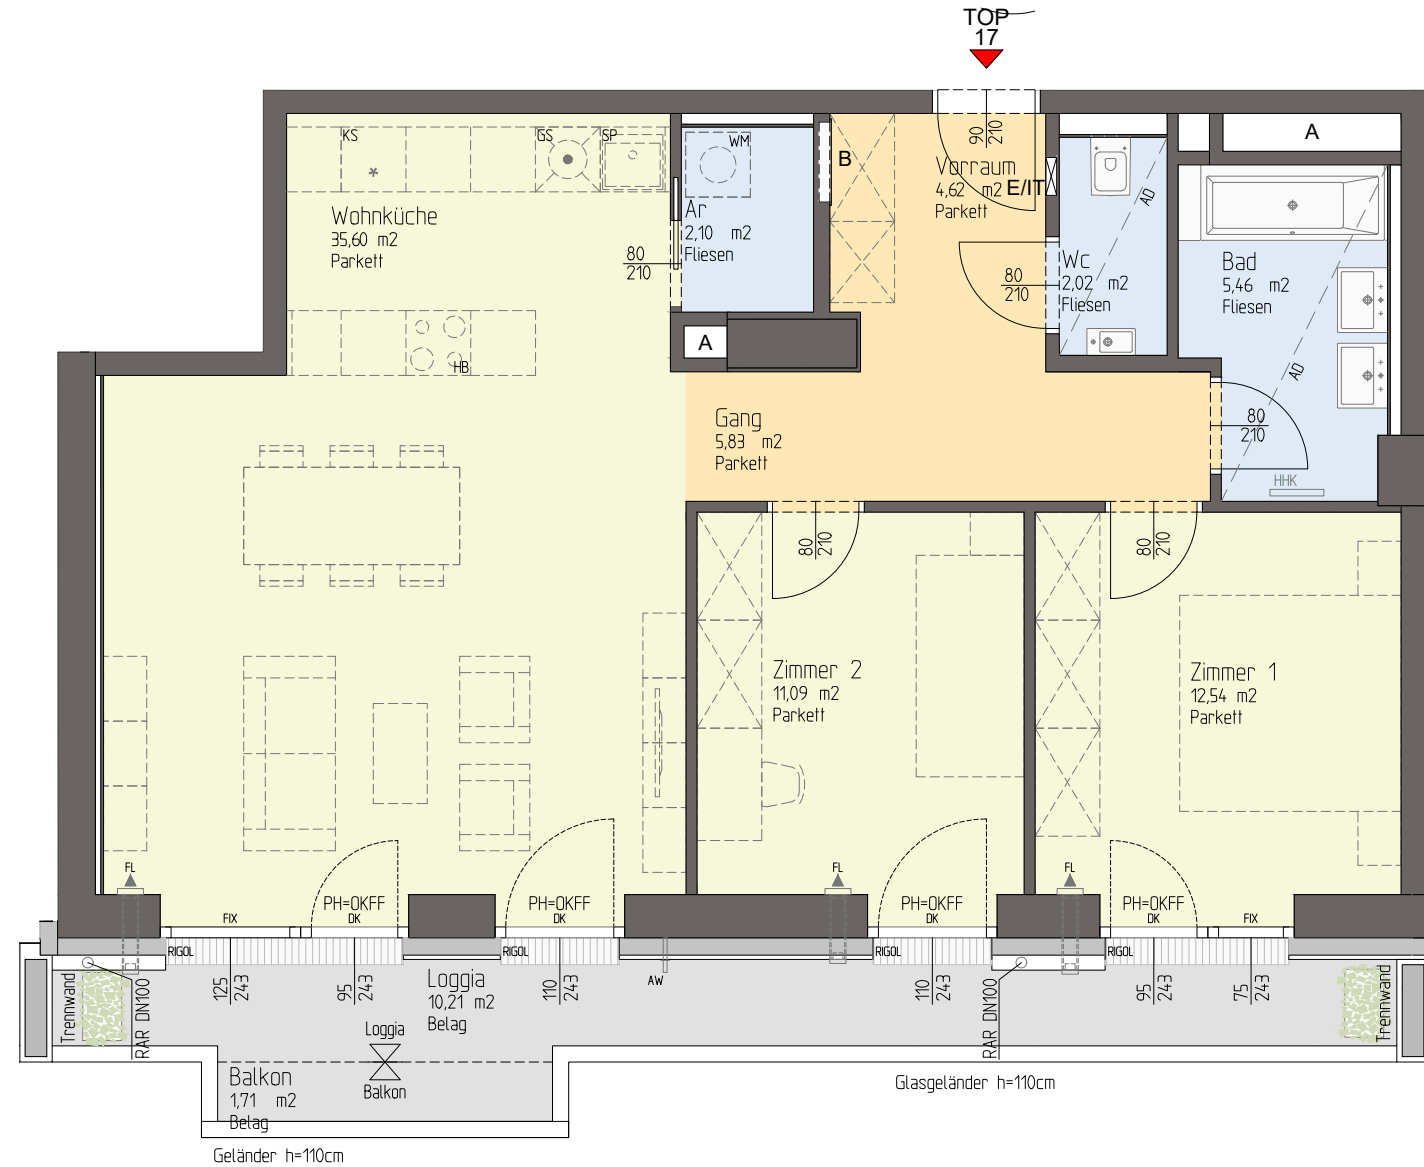 TOP
17
KS
GS
SP
WM
B
90
210
A
Wohnküche
35,60 m2
Parkett
Ar
2,10 m2
Fliesen
Vorraum
4,62 m2
Parkett
E/IT
AD
80
210
80
210
Wc
2,02 m2
Fliesen
Bad
5,46 m2
Fliesen
A
HB
AD
Gang
5,83 m2
Parkett
80
210
HHK
80
210
80
210
Zimmer 2
11,09 m2
Parkett
Zimmer 1
12,54 m2
Parkett
FL
FL
FL
PH=OKFF
DK
PH=OKFF
DK
PH=OKFF
DK
PH=OKFF
DK
FIX
FIX
RIGOL
RIGOL
RIGOL
RIGOL
Trennwand
RAR DN100
125
243
95
243
Loggia
10,21 m2
Belag
110
243
AW
110
243
RAR DN100
95
243
75
243
Trennwand
Loggia
Balkon
Balkon
1,71 m2
Belag
Glasgeländer h=110cm
Geländer h=110cm